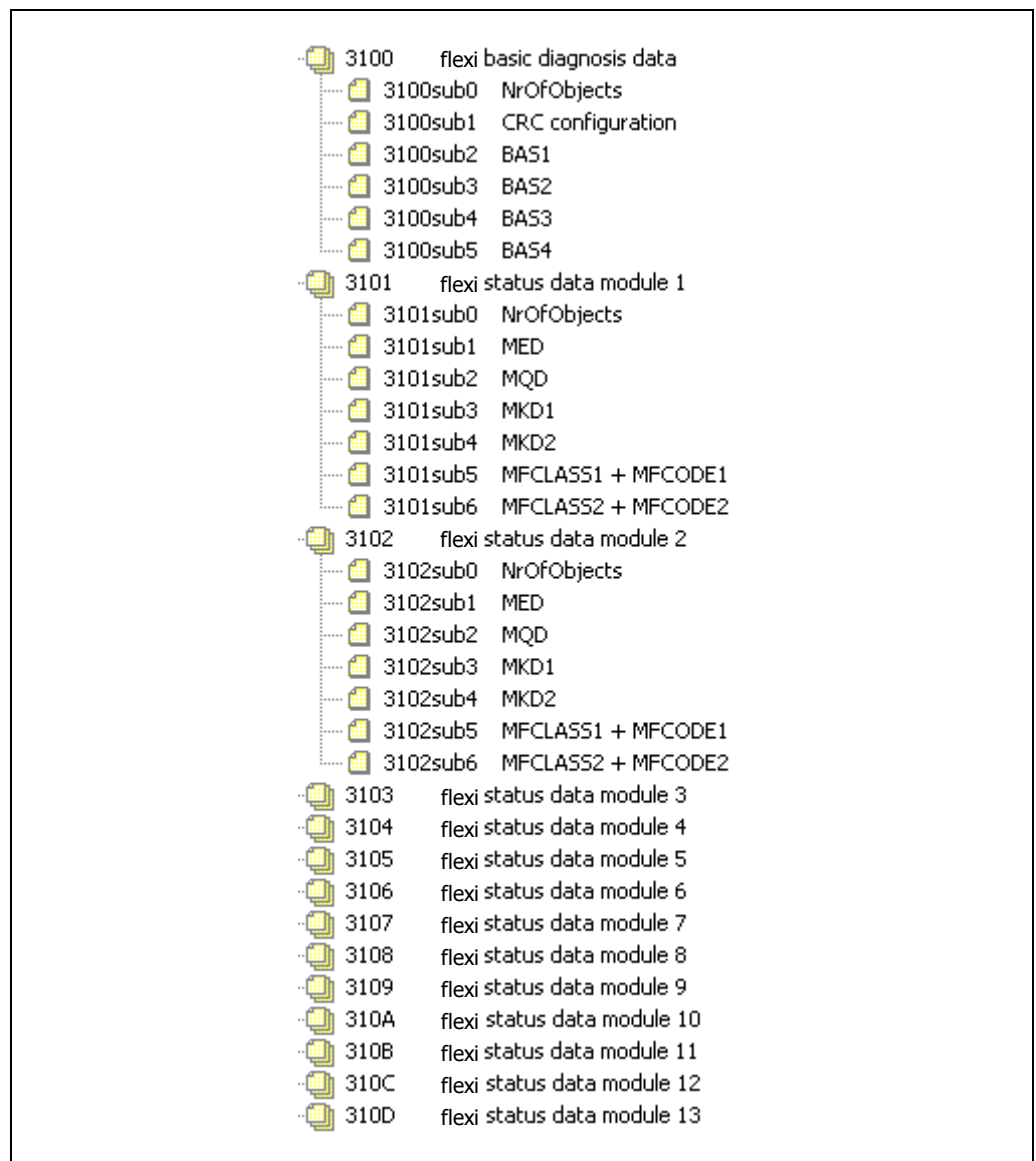 3100 flexi basic diagnosis data
3100sub0 NrOfObjects
3100sub1 CRC configuration
3100sub2 BAS1
3100sub3 BAS2
3100sub4 BAS3
3100sub5 BAS4
3101 flexi status data module 1
3101sub0 NrOfObjects
3101sub1 MED
3101sub2 MQD
3101sub3 MKD1
3101sub4 MKD2
3101sub5 MFCLASS1 + MFCODE1
3101sub6 MFCLASS2 + MFCODE2
3102 flexi status data module 2
3102sub0 NrOfObjects
3102sub1 MED
3102sub2 MQD
3102sub3 MKD1
3102sub4 MKD2
3102sub5 MFCLASS1 + MFCODE1
3102sub6 MFCLASS2 + MFCODE2
3103 flexi status data module 3
3104 flexi status data module 4
3105 flexi status data module 5
3106 flexi status data module 6
3107 flexi status data module 7
3108 flexi status data module 8
3109 flexi status data module 9
310A flexi status data module 10
310B flexi status data module 11
310C flexi status data module 12
310D flexi status data module 13